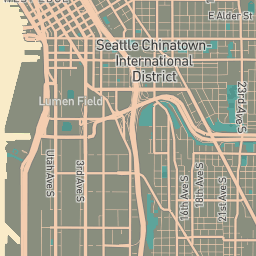 E Alder St
Seattle Chinatown-
International
District
Lumen Field
23rd Ave S
Utah Ave S
3rd Ave S
16th Ave S
18th Ave S
21st Ave S